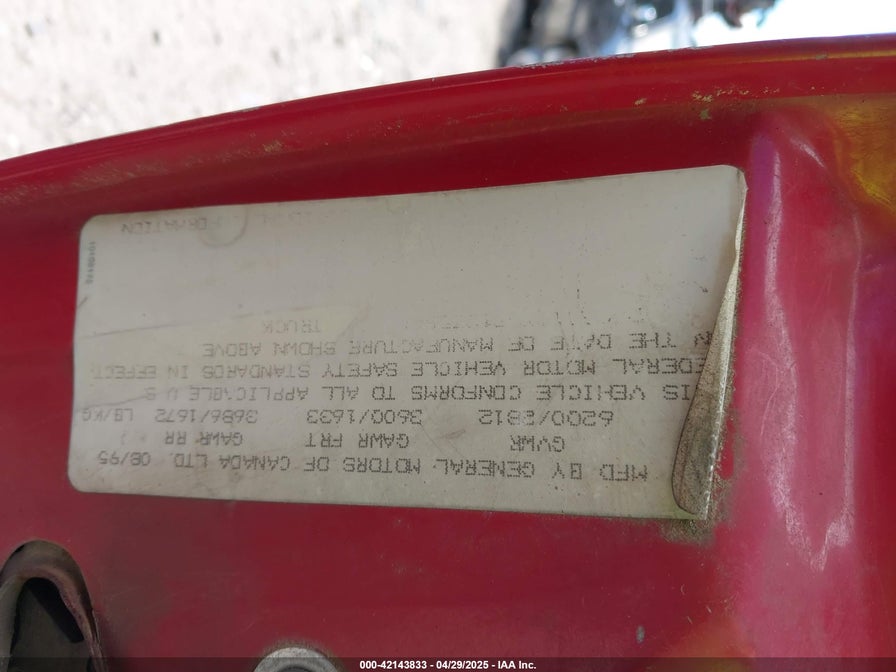 MFD BY GENERAL MOTORS OF CANADA LTD. 08/95
GVWR GAWR FRT GAWR RR
6200/2812 3600/1633 3686/1672 LB/KG
IS VEHICLE CONFORMS TO ALL APPLICABLE U.S.
EDERAL MOTOR VEHICLE SAFETY STANDARDS IN EFFECT
N THE DATE OF MANUFACTURE SHOWN ABOVE
TRUCK
000-42143833 - 04/29/2025 - IAA Inc.